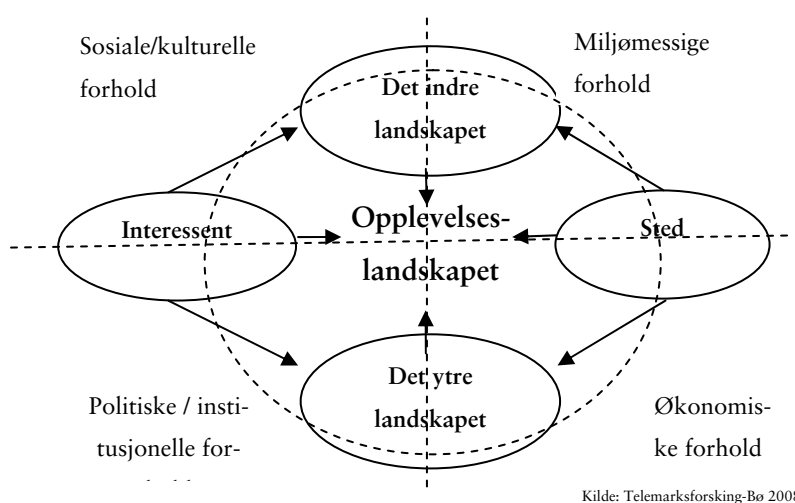 Sosiale/kulturelle
forhold
Miljømessige
forhold
Det indre
landskapet
Interessent
Opplevelses-
landskapet
Sted
Det ytre
landskapet
Politiske / insti-
tusjonelle for-
Økonomis-
ke forhold
Kilde: Telemarksforsking-Bø 2008